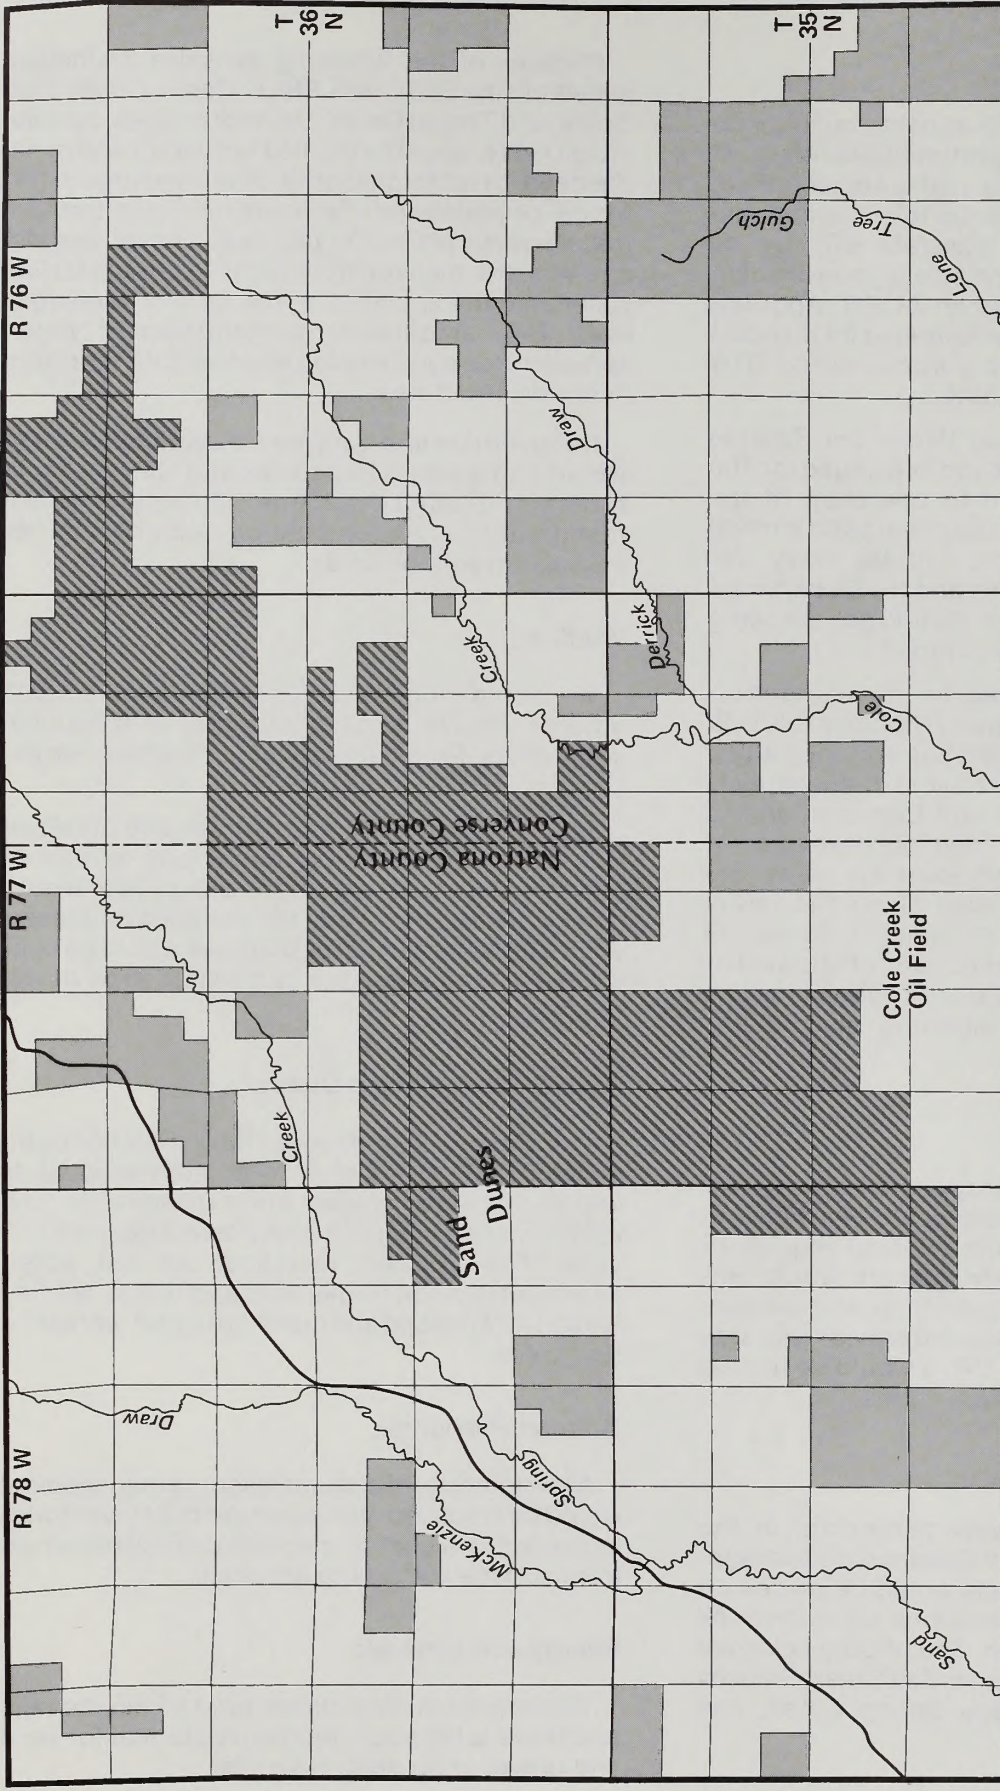 T
36
N
T
35
N
R 76 W
R 77 W
R 78 W
Lone
Tree
Gulch
Draw
Derrick
Creek
Cole
Converse County
Natrona County
Cole Creek
Oil Field
Creek
Sand
Dunes
Draw
McKenzie
Spring
Sand